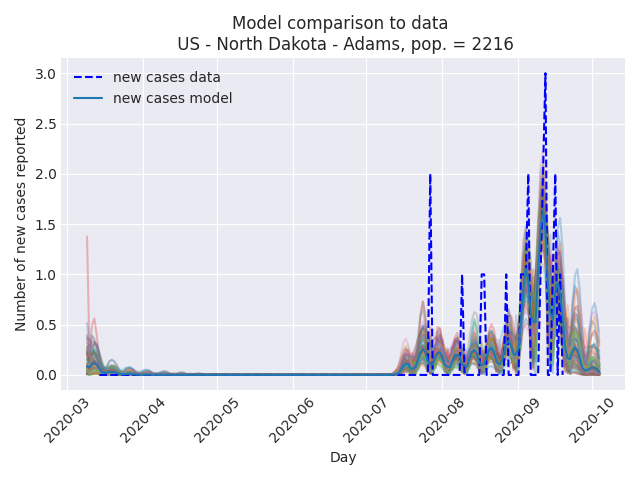 Model comparison to data
US - North Dakota - Adams, pop. = 2216
new cases data
new cases model
Number of new cases reported
3.0
2.5
2.0
1.5
1.0
0.5
0.0
2020-03
2020-04
2020-05
2020-06
2020-07
2020-08
2020-09
2020-10
Day